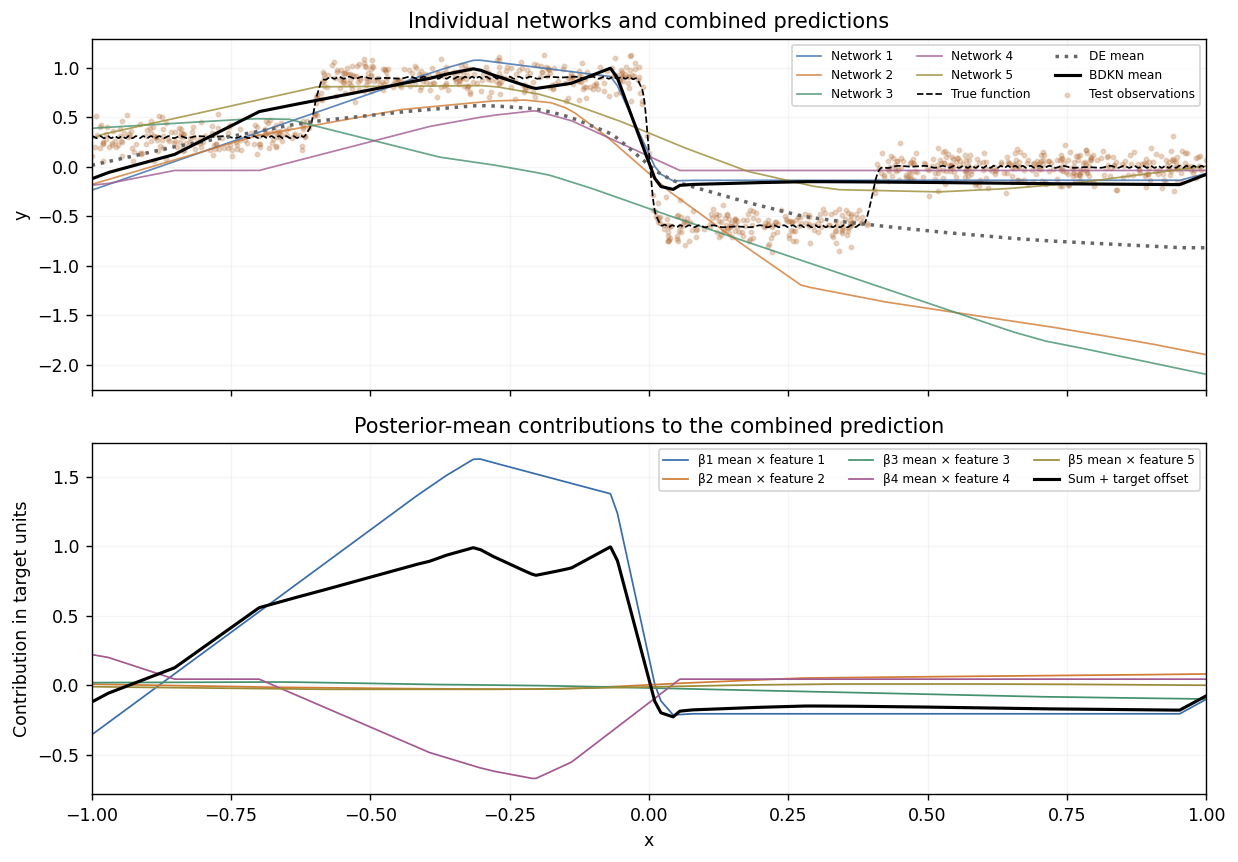 Individual networks and combined predictions
1.0
0.5
0.0
−0.5
−1.0
−1.5
−2.0
y
Network 1
Network 2
Network 3
Network 4
Network 5
True function
DE mean
BDKN mean
Test observations
Posterior-mean contributions to the combined prediction
1.5
1.0
0.5
0.0
−0.5
Contribution in target units
β1 mean × feature 1
β2 mean × feature 2
β3 mean × feature 3
β4 mean × feature 4
β5 mean × feature 5
Sum + target offset
−1.00 −0.75 −0.50 −0.25 0.00 0.25 0.50 0.75 1.00
x